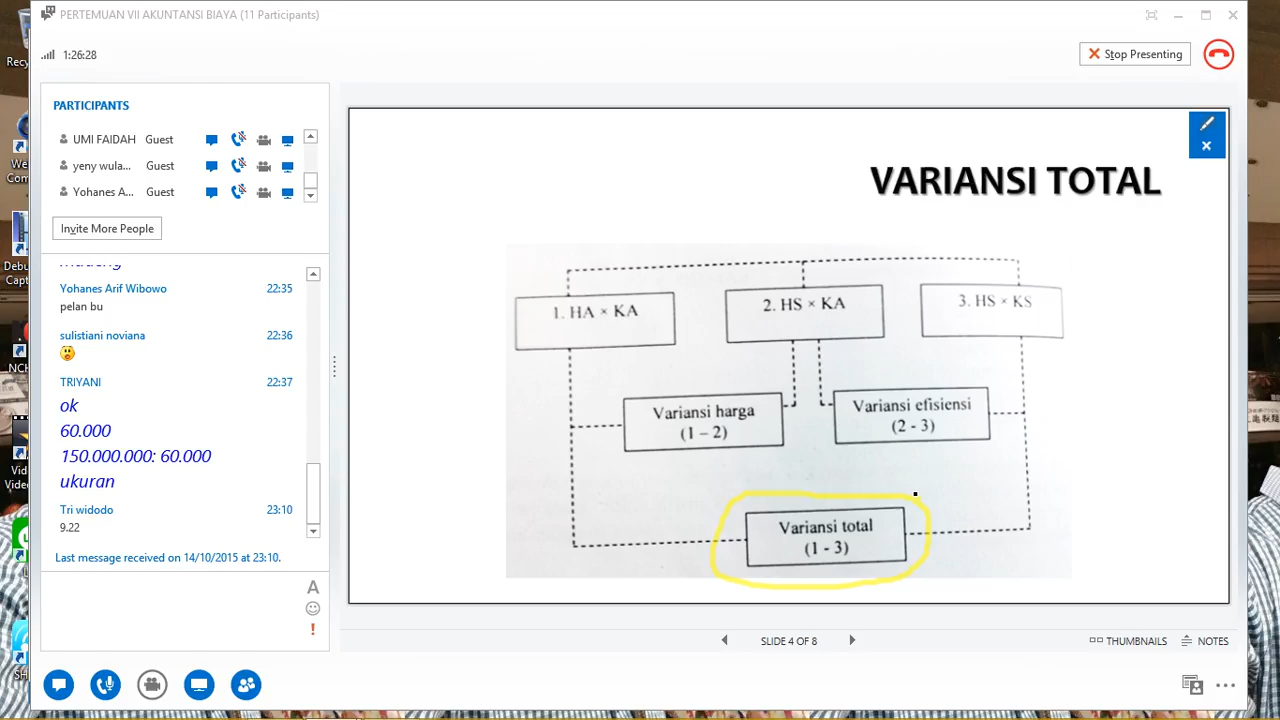 PERTEMUAN VII AKUNTANSI BIAYA (11 Participants)
1:26:28
Stop Presenting
PARTICIPANTS
UMI FAIDAH Guest
yeny wula... Guest
Yohanes A... Guest
Invite More People
Yohanes Arif Wibowo 22:35
pelan bu
sulistiani noviana 22:36
TRIYANI 22:37
ok
60.000
150.000.000: 60.000
ukuran
Tri widodo 23:10
9.22
Last message received on 14/10/2015 at 23:10.
A
!
VARIANSI TOTAL
1. HA × KA
2. HS × KA
3. HS × KS
Variansi harga
(1 – 2)
Variansi efisiensi
(2 - 3)
Variansi total
(1 - 3)
SLIDE 4 OF 8
THUMBNAILS
NOTES